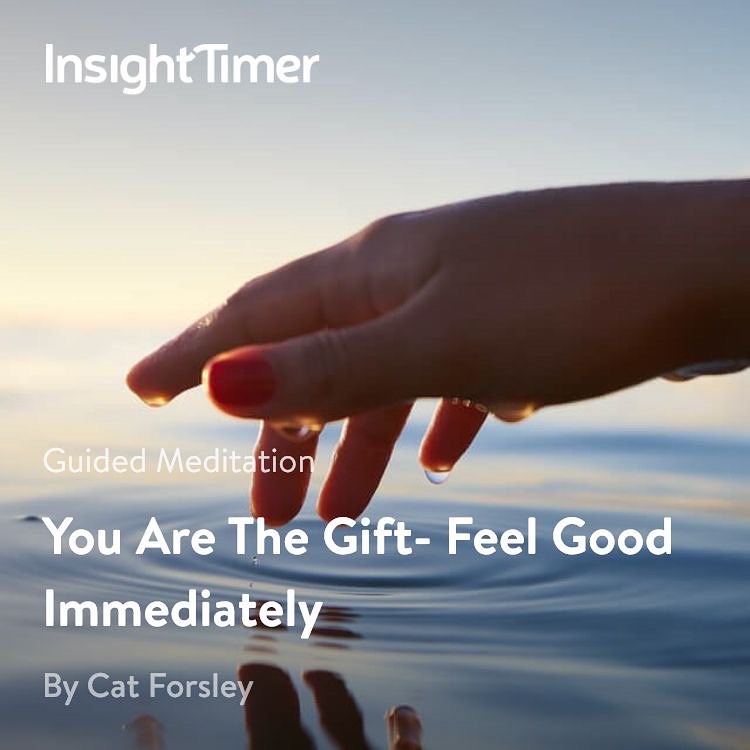 InsightTimer
Guided Meditation
You Are The Gift- Feel Good
Immediately
By Cat Forsley